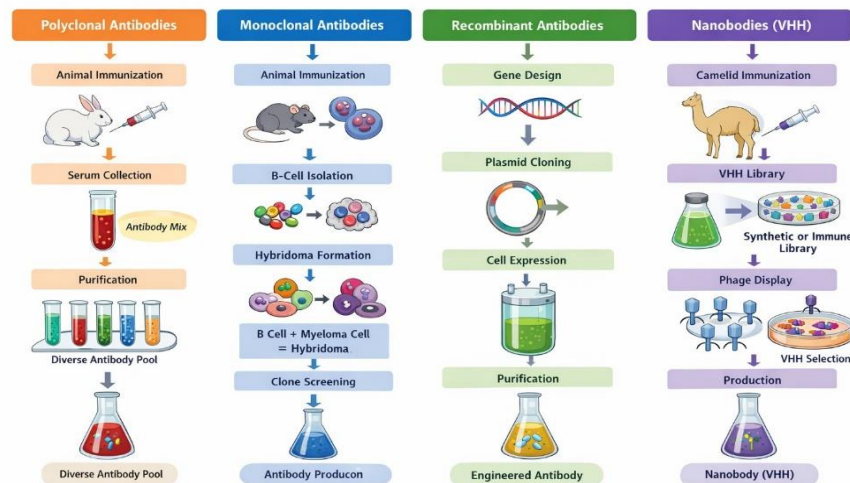 Polyclonal Antibodies
Animal Immunization
Serum Collection
Antibody Mix
Purification
Diverse Antibody Pool
Diverse Antibody Pool
Monoclonal Antibodies
Animal Immunization
B-Cell Isolation
Hybridoma Formation
B Cell + Myeloma Cell
= Hybridoma
Clone Screening
Antibody Producon
Recombinant Antibodies
Gene Design
Plasmid Cloning
Cell Expression
Purification
Engineered Antibody
Nanobodies (VHH)
Camelid Immunization
VHH Library
Synthetic or Immune
Library
Phage Display
VHH Selection
Production
Nanobody (VHH)